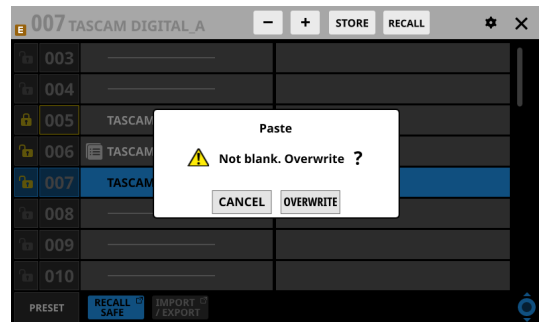 E 007 TASCAM DIGITAL_A − + STORE RECALL
003
004
005 TASCAM
006 TASCAM
007 TASCAM
008
009
010
Paste
Not blank. Overwrite ?
CANCEL OVERWRITE
PRESET RECALL SAFE IMPORT / EXPORT